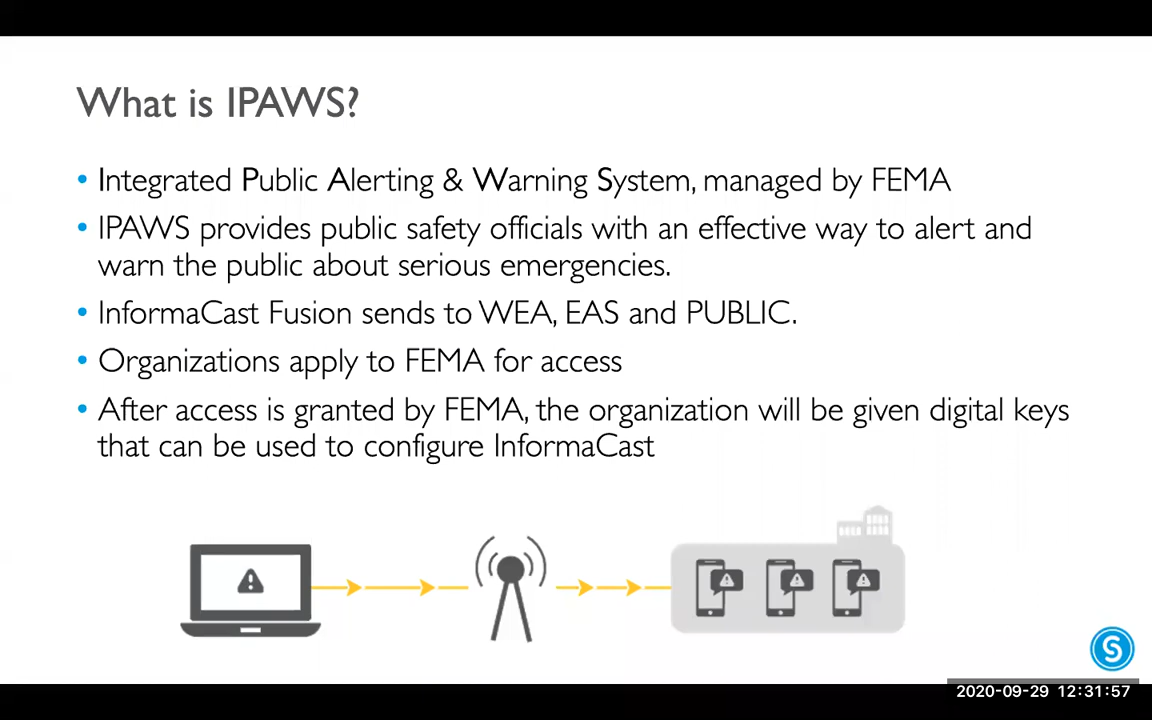 What is IPAWS?
• Integrated Public Alerting & Warning System, managed by FEMA
• IPAWS provides public safety officials with an effective way to alert and
warn the public about serious emergencies.
• InformaCast Fusion sends to WEA, EAS and PUBLIC.
• Organizations apply to FEMA for access
• After access is granted by FEMA, the organization will be given digital keys
that can be used to configure InformaCast
S
2020-09-29 12:31:57